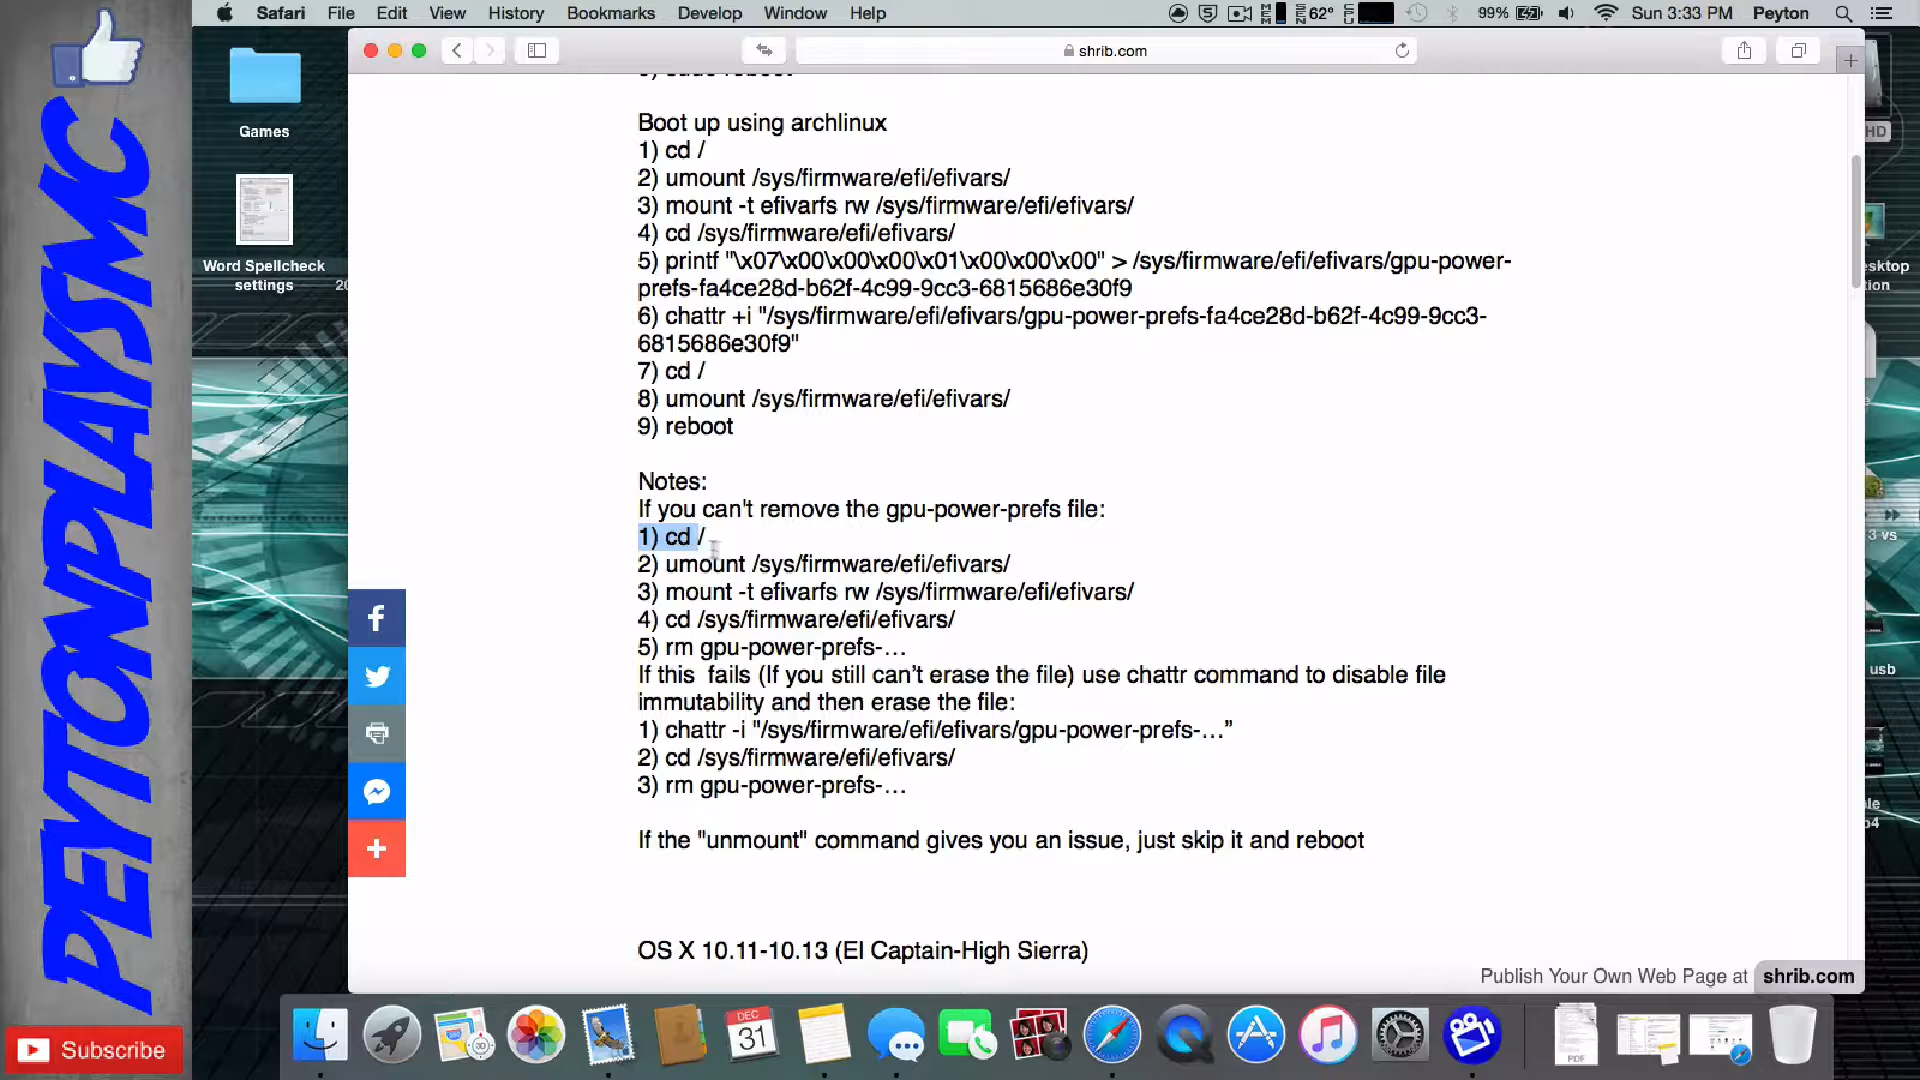 Safari File Edit View History Bookmarks Develop Window Help 62° 99% Sun 3:33 PM Peyton
shrib.com
Games
Word Spellcheck
settings
PEYTONPLAYSMC
Subscribe
Boot up using archlinux
1) cd /
2) umount /sys/firmware/efi/efivars/
3) mount -t efivarfs rw /sys/firmware/efi/efivars/
4) cd /sys/firmware/efi/efivars/
5) printf "\x07\x00\x00\x00\x01\x00\x00\x00" > /sys/firmware/efi/efivars/gpu-power-
prefs-fa4ce28d-b62f-4c99-9cc3-6815686e30f9
6) chattr +i "/sys/firmware/efi/efivars/gpu-power-prefs-fa4ce28d-b62f-4c99-9cc3-
6815686e30f9"
7) cd /
8) umount /sys/firmware/efi/efivars/
9) reboot
Notes:
If you can't remove the gpu-power-prefs file:
1) cd /
2) umount /sys/firmware/efi/efivars/
3) mount -t efivarfs rw /sys/firmware/efi/efivars/
4) cd /sys/firmware/efi/efivars/
5) rm gpu-power-prefs-…
If this  fails (If you still can’t erase the file) use chattr command to disable file
immutability and then erase the file:
1) chattr -i "/sys/firmware/efi/efivars/gpu-power-prefs-…”
2) cd /sys/firmware/efi/efivars/
3) rm gpu-power-prefs-…
If the "unmount" command gives you an issue, just skip it and reboot
OS X 10.11-10.13 (El Captain-High Sierra)
Publish Your Own Web Page at shrib.com
HD
usb
DEC
31
PDF